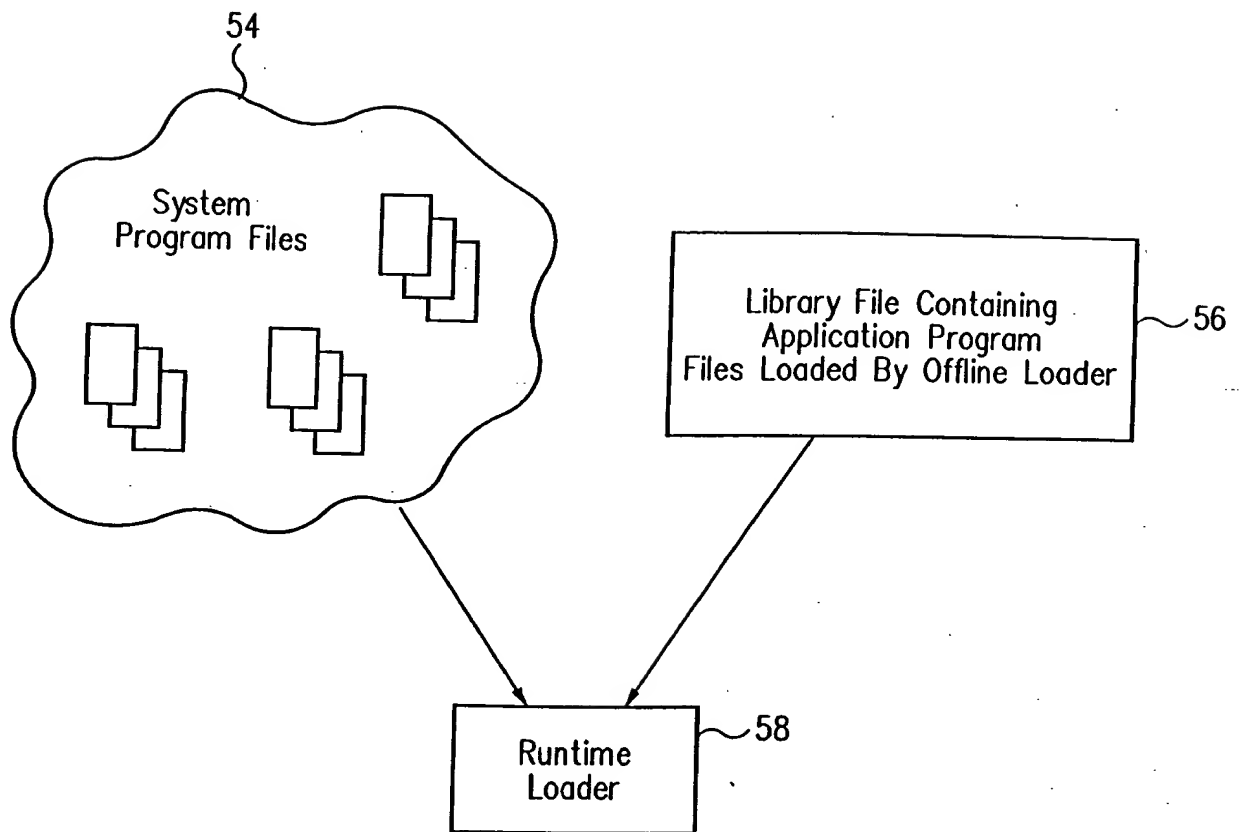 54
System
Program Files
Library File Containing
Application Program
Files Loaded By Offline Loader
56
58
Runtime
Loader